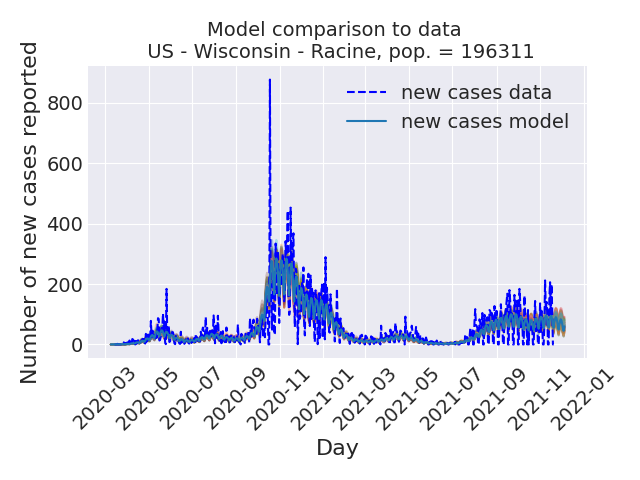 Model comparison to data
US - Wisconsin - Racine, pop. = 196311
new cases data
new cases model
Number of new cases reported
800
600
400
200
0
2020-03
2020-05
2020-07
2020-09
2020-11
2021-01
2021-03
2021-05
2021-07
2021-09
2021-11
2022-01
Day